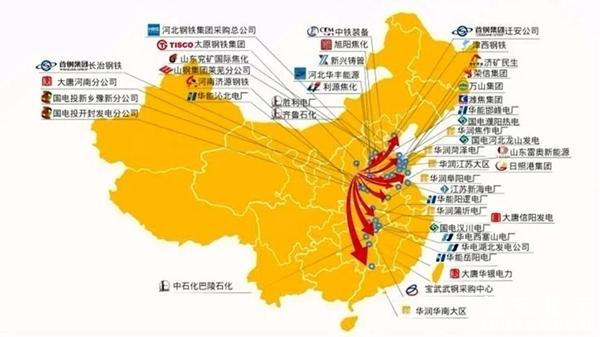 河北钢铁集团采购总公司
TISCO 太原钢铁集团
首钢集团 长治钢铁
山东兖矿国际焦化
山钢集团莱芜分公司
大唐河南分公司
河南济源钢铁
国电投新乡豫新分公司
华能沁北电厂
国电投开封发电分公司
中铁装备
旭阳焦化
新兴铸管
河北华丰能源
利源焦化
胜利电厂
齐鲁石化
首钢集团 迁安公司
津西钢铁
济矿民生
荣信集团
万山集团
潍焦集团
华能邯峰电厂
国电濮阳热电
华润焦作电厂
国电河北龙山发电
华润菏泽电厂
山东雷奥新能源
华润江苏大区
日照港集团
华润阜阳电厂
江苏新海电厂
华能阳逻电厂
华润蒲圻电厂
大唐信阳发电
国电汉川电厂
华电西塞山电厂
华电湖北发电公司
华能岳阳电厂
大唐华银电力
中石化巴陵石化
宝武武钢采购中心
华润华南大区